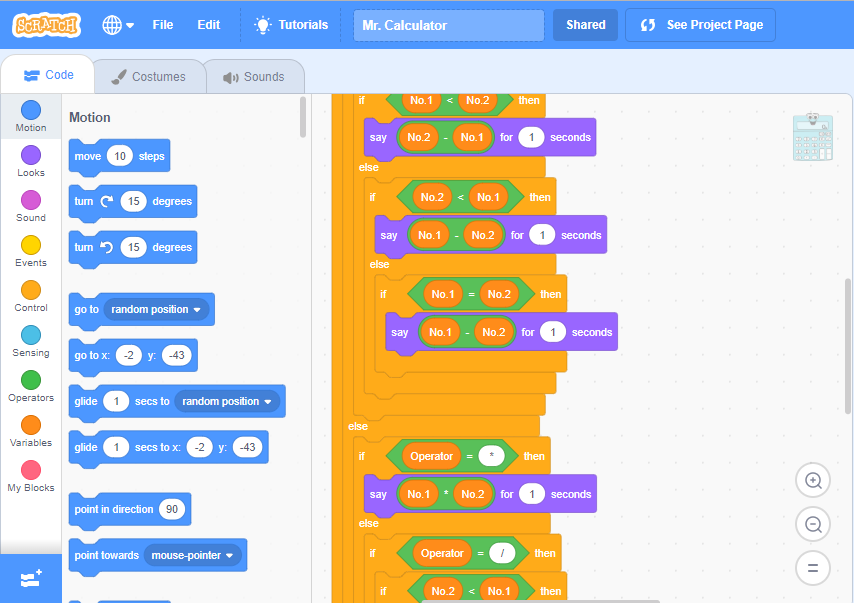 SCRATCH File Edit Tutorials Mr. Calculator Shared See Project Page
Code Costumes Sounds
Motion
Looks
Sound
Events
Control
Sensing
Operators
Variables
My Blocks
Motion
move 10 steps
turn 15 degrees
turn 15 degrees
go to random position
go to x: -2 y: -43
glide 1 secs to random position
glide 1 secs to x: -2 y: -43
point in direction 90
point towards mouse-pointer
if No.1 < No.2 then
say No.2 - No.1 for 1 seconds
else
if No.2 < No.1 then
say No.1 - No.2 for 1 seconds
else
if No.1 = No.2 then
say No.1 - No.2 for 1 seconds
else
if Operator = * then
say No.1 * No.2 for 1 seconds
else
if Operator = / then
if No.2 < No.1 then